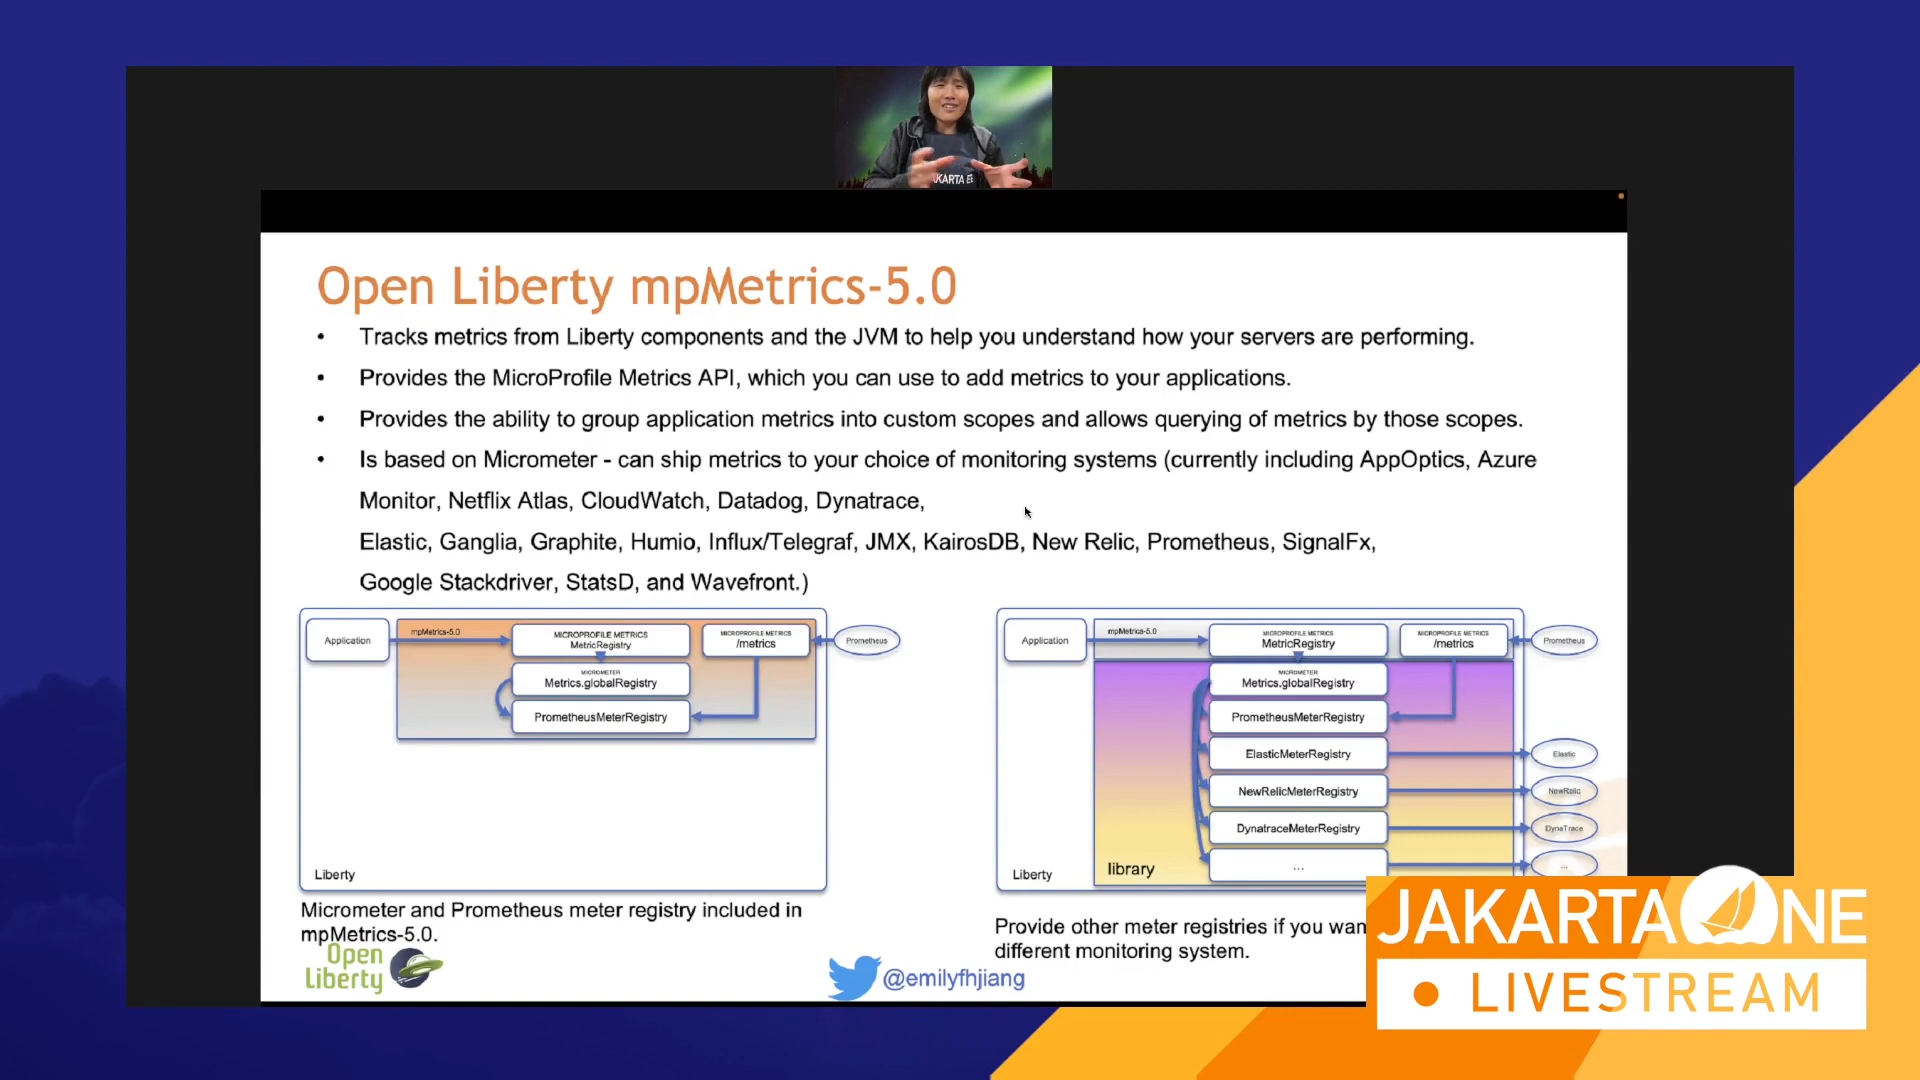 KARTA EE
Open Liberty mpMetrics-5.0
• Tracks metrics from Liberty components and the JVM to help you understand how your servers are performing.
• Provides the MicroProfile Metrics API, which you can use to add metrics to your applications.
• Provides the ability to group application metrics into custom scopes and allows querying of metrics by those scopes.
• Is based on Micrometer - can ship metrics to your choice of monitoring systems (currently including AppOptics, Azure
Monitor, Netflix Atlas, CloudWatch, Datadog, Dynatrace,
Elastic, Ganglia, Graphite, Humio, Influx/Telegraf, JMX, KairosDB, New Relic, Prometheus, SignalFx,
Google Stackdriver, StatsD, and Wavefront.)
Application
mpMetrics-5.0
MICROPROFILE METRICS
MetricRegistry
MICROPROFILE METRICS
/metrics
Prometheus
MICROMETER
Metrics.globalRegistry
PrometheusMeterRegistry
Liberty
Micrometer and Prometheus meter registry included in
mpMetrics-5.0.
Application
mpMetrics-5.0
MICROPROFILE METRICS
MetricRegistry
MICROPROFILE METRICS
/metrics
Prometheus
MICROMETER
Metrics.globalRegistry
PrometheusMeterRegistry
ElasticMeterRegistry
Elastic
NewRelicMeterRegistry
NewRelic
DynatraceMeterRegistry
DynaTrace
...
...
library
Liberty
Provide other meter registries if you wan
different monitoring system.
Open
Liberty
@emilyfhjiang
JAKARTAONE
LIVESTREAM